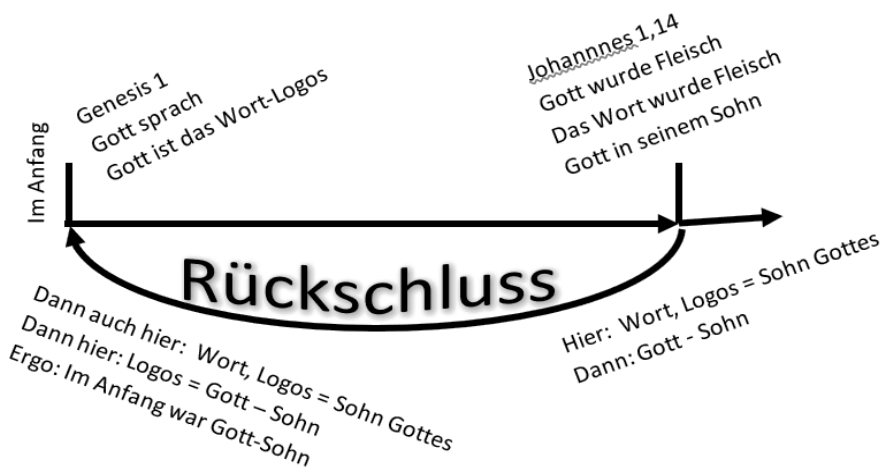 Im Anfang
Genesis 1
Gott sprach
Gott ist das Wort-Logos
Johannnes 1,14
Gott wurde Fleisch
Das Wort wurde Fleisch
Gott in seinem Sohn
Rückschluss
Dann auch hier:  Wort, Logos = Sohn Gottes
Dann hier: Logos = Gott – Sohn
Ergo: Im Anfang war Gott-Sohn
Hier:  Wort, Logos = Sohn Gottes
Dann: Gott - Sohn